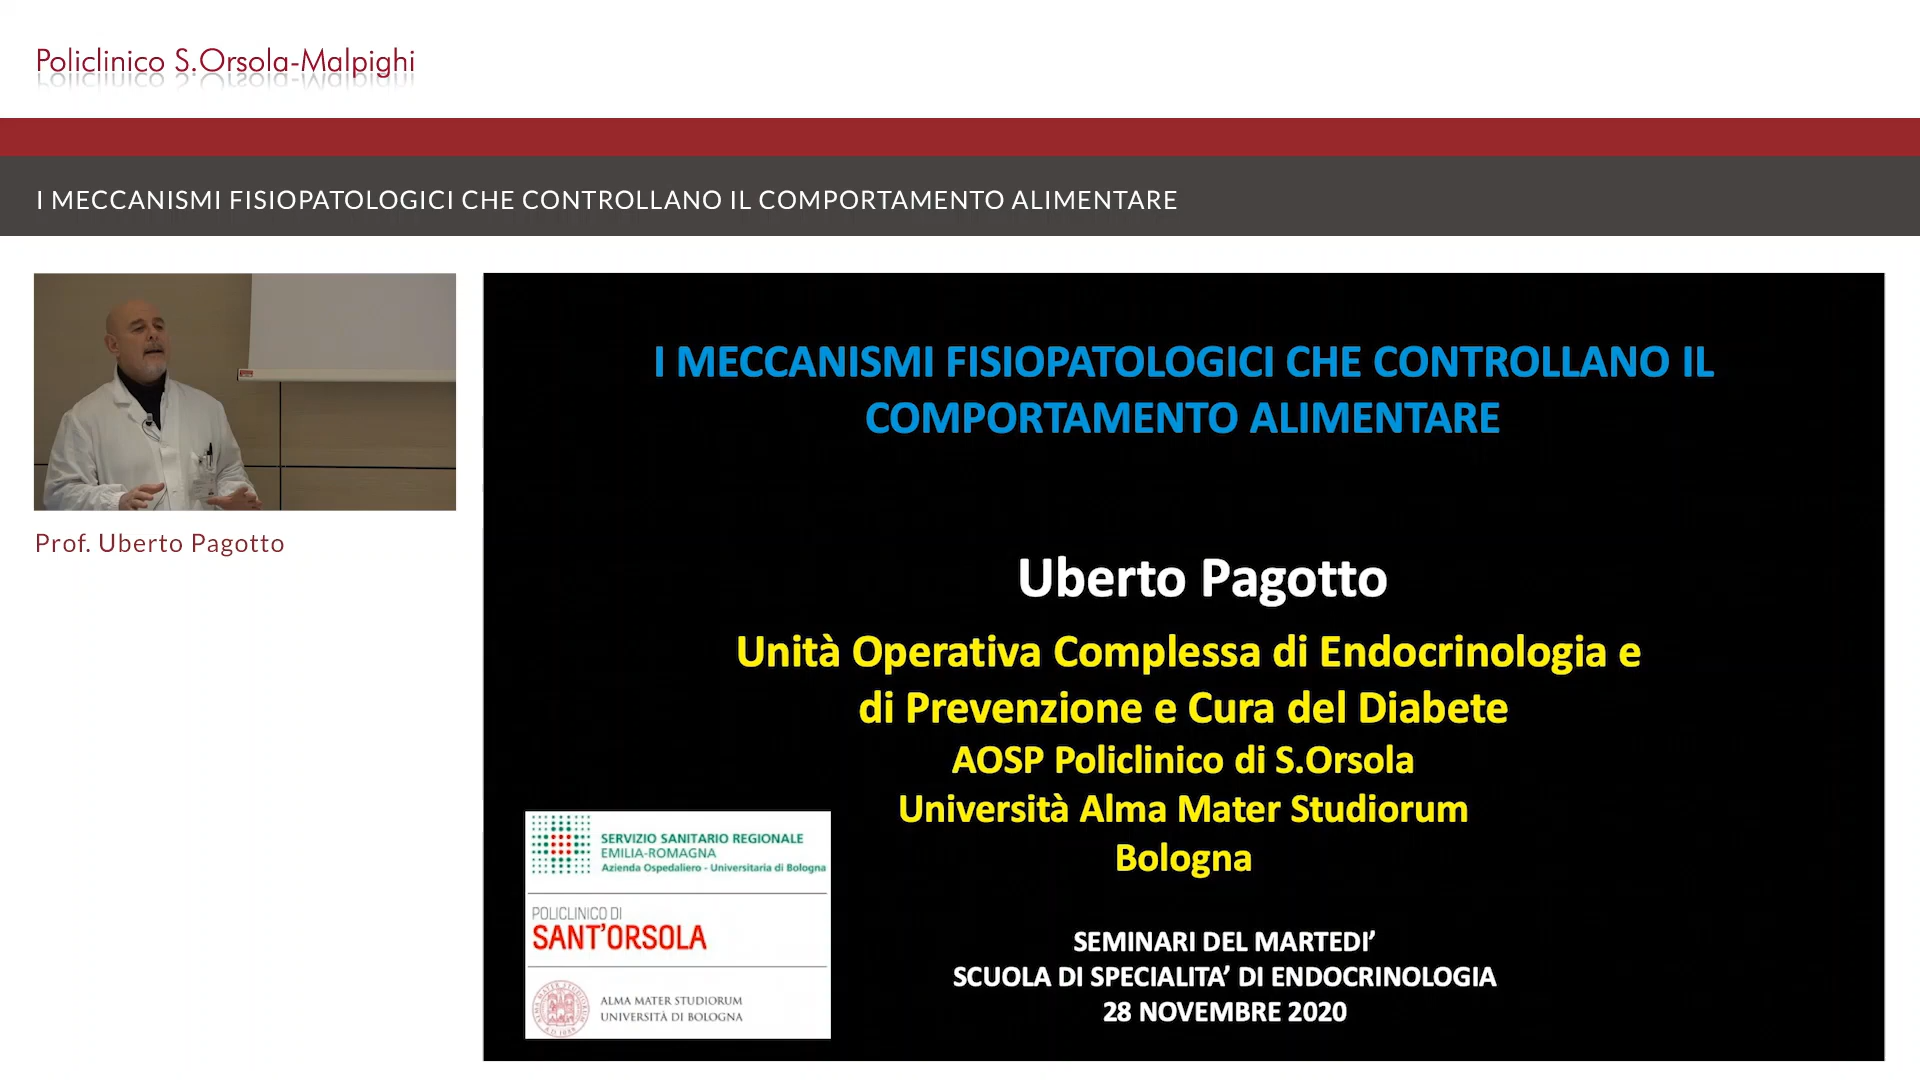 Policlinico S.Orsola-Malpighi
I MECCANISMI FISIOPATOLOGICI CHE CONTROLLANO IL COMPORTAMENTO ALIMENTARE
Prof. Uberto Pagotto
I MECCANISMI FISIOPATOLOGICI CHE CONTROLLANO IL
COMPORTAMENTO ALIMENTARE
Uberto Pagotto
Unità Operativa Complessa di Endocrinologia e
di Prevenzione e Cura del Diabete
AOSP Policlinico di S.Orsola
Università Alma Mater Studiorum
Bologna
SERVIZIO SANITARIO REGIONALE
EMILIA-ROMAGNA
Azienda Ospedaliero - Universitaria di Bologna
POLICLINICO DI
SANT'ORSOLA
ALMA MATER STUDIORUM
UNIVERSITÀ DI BOLOGNA
SEMINARI DEL MARTEDI’
SCUOLA DI SPECIALITA’ DI ENDOCRINOLOGIA
28 NOVEMBRE 2020